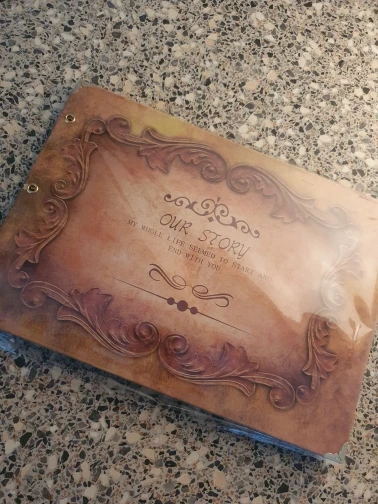 OUR STORY
MY WHOLE LIFE SEEMED TO START AND
END WITH YOU